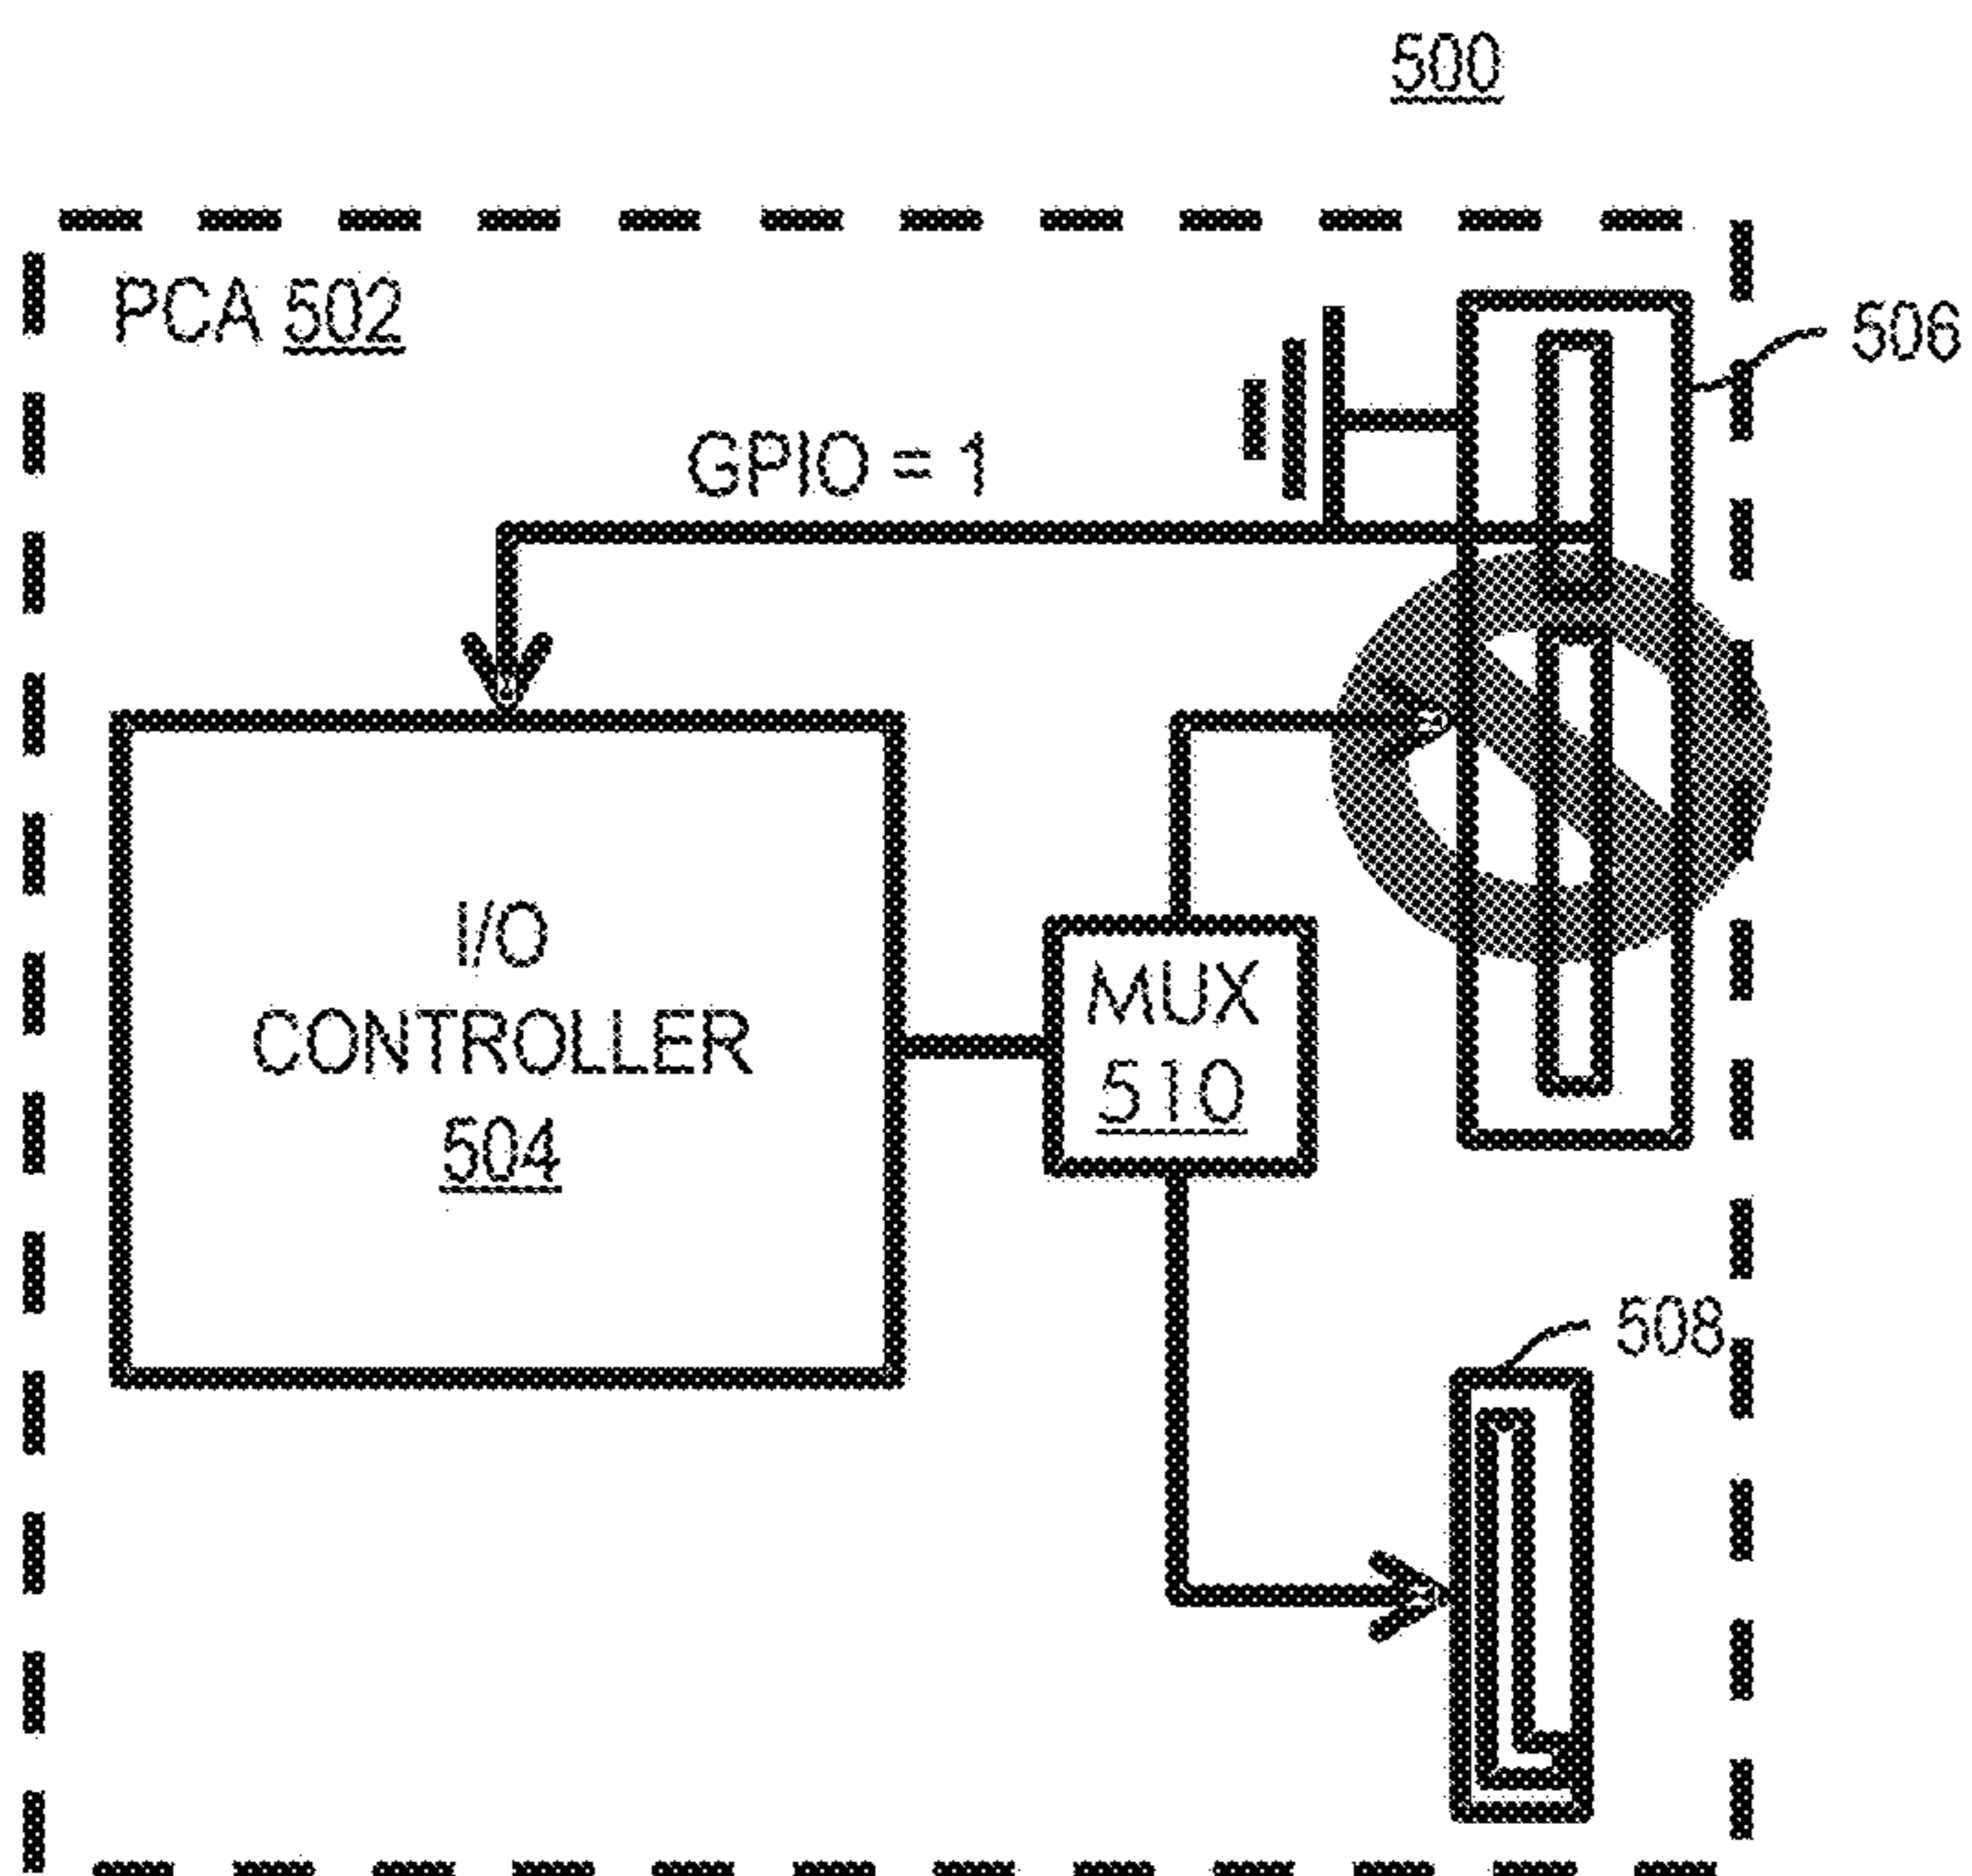 500
PCA 502
506
GPIO = 1
I/O
CONTROLLER
504
MUX
510
508